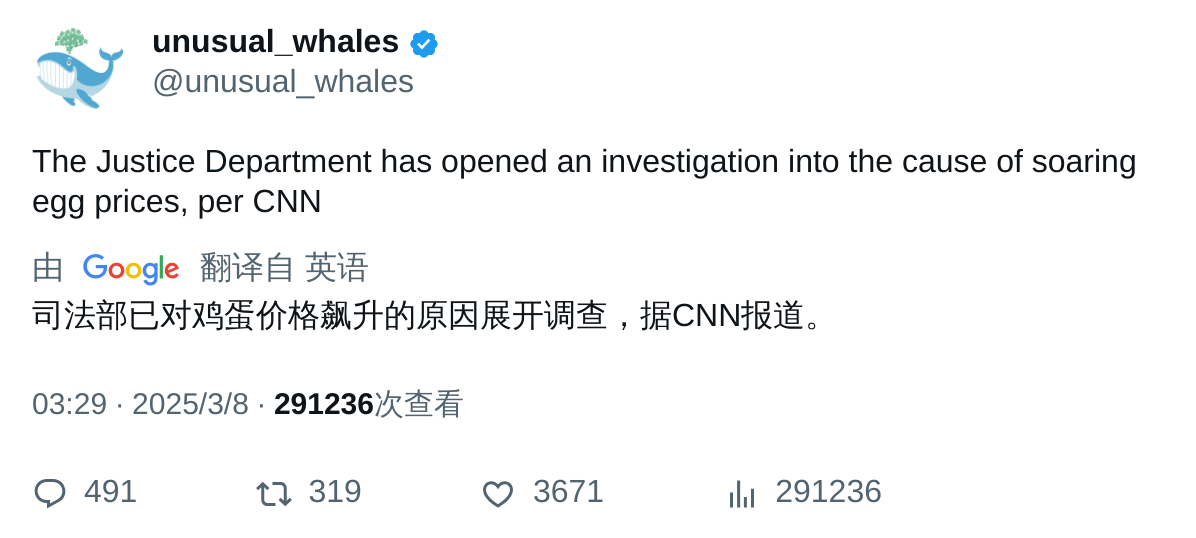 unusual_whales
@unusual_whales
The Justice Department has opened an investigation into the cause of soaring
egg prices, per CNN
由 Google 翻译自 英语
司法部已对鸡蛋价格飙升的原因展开调查，据CNN报道。
03:29 · 2025/3/8 · 291236次查看
491 319 3671 291236